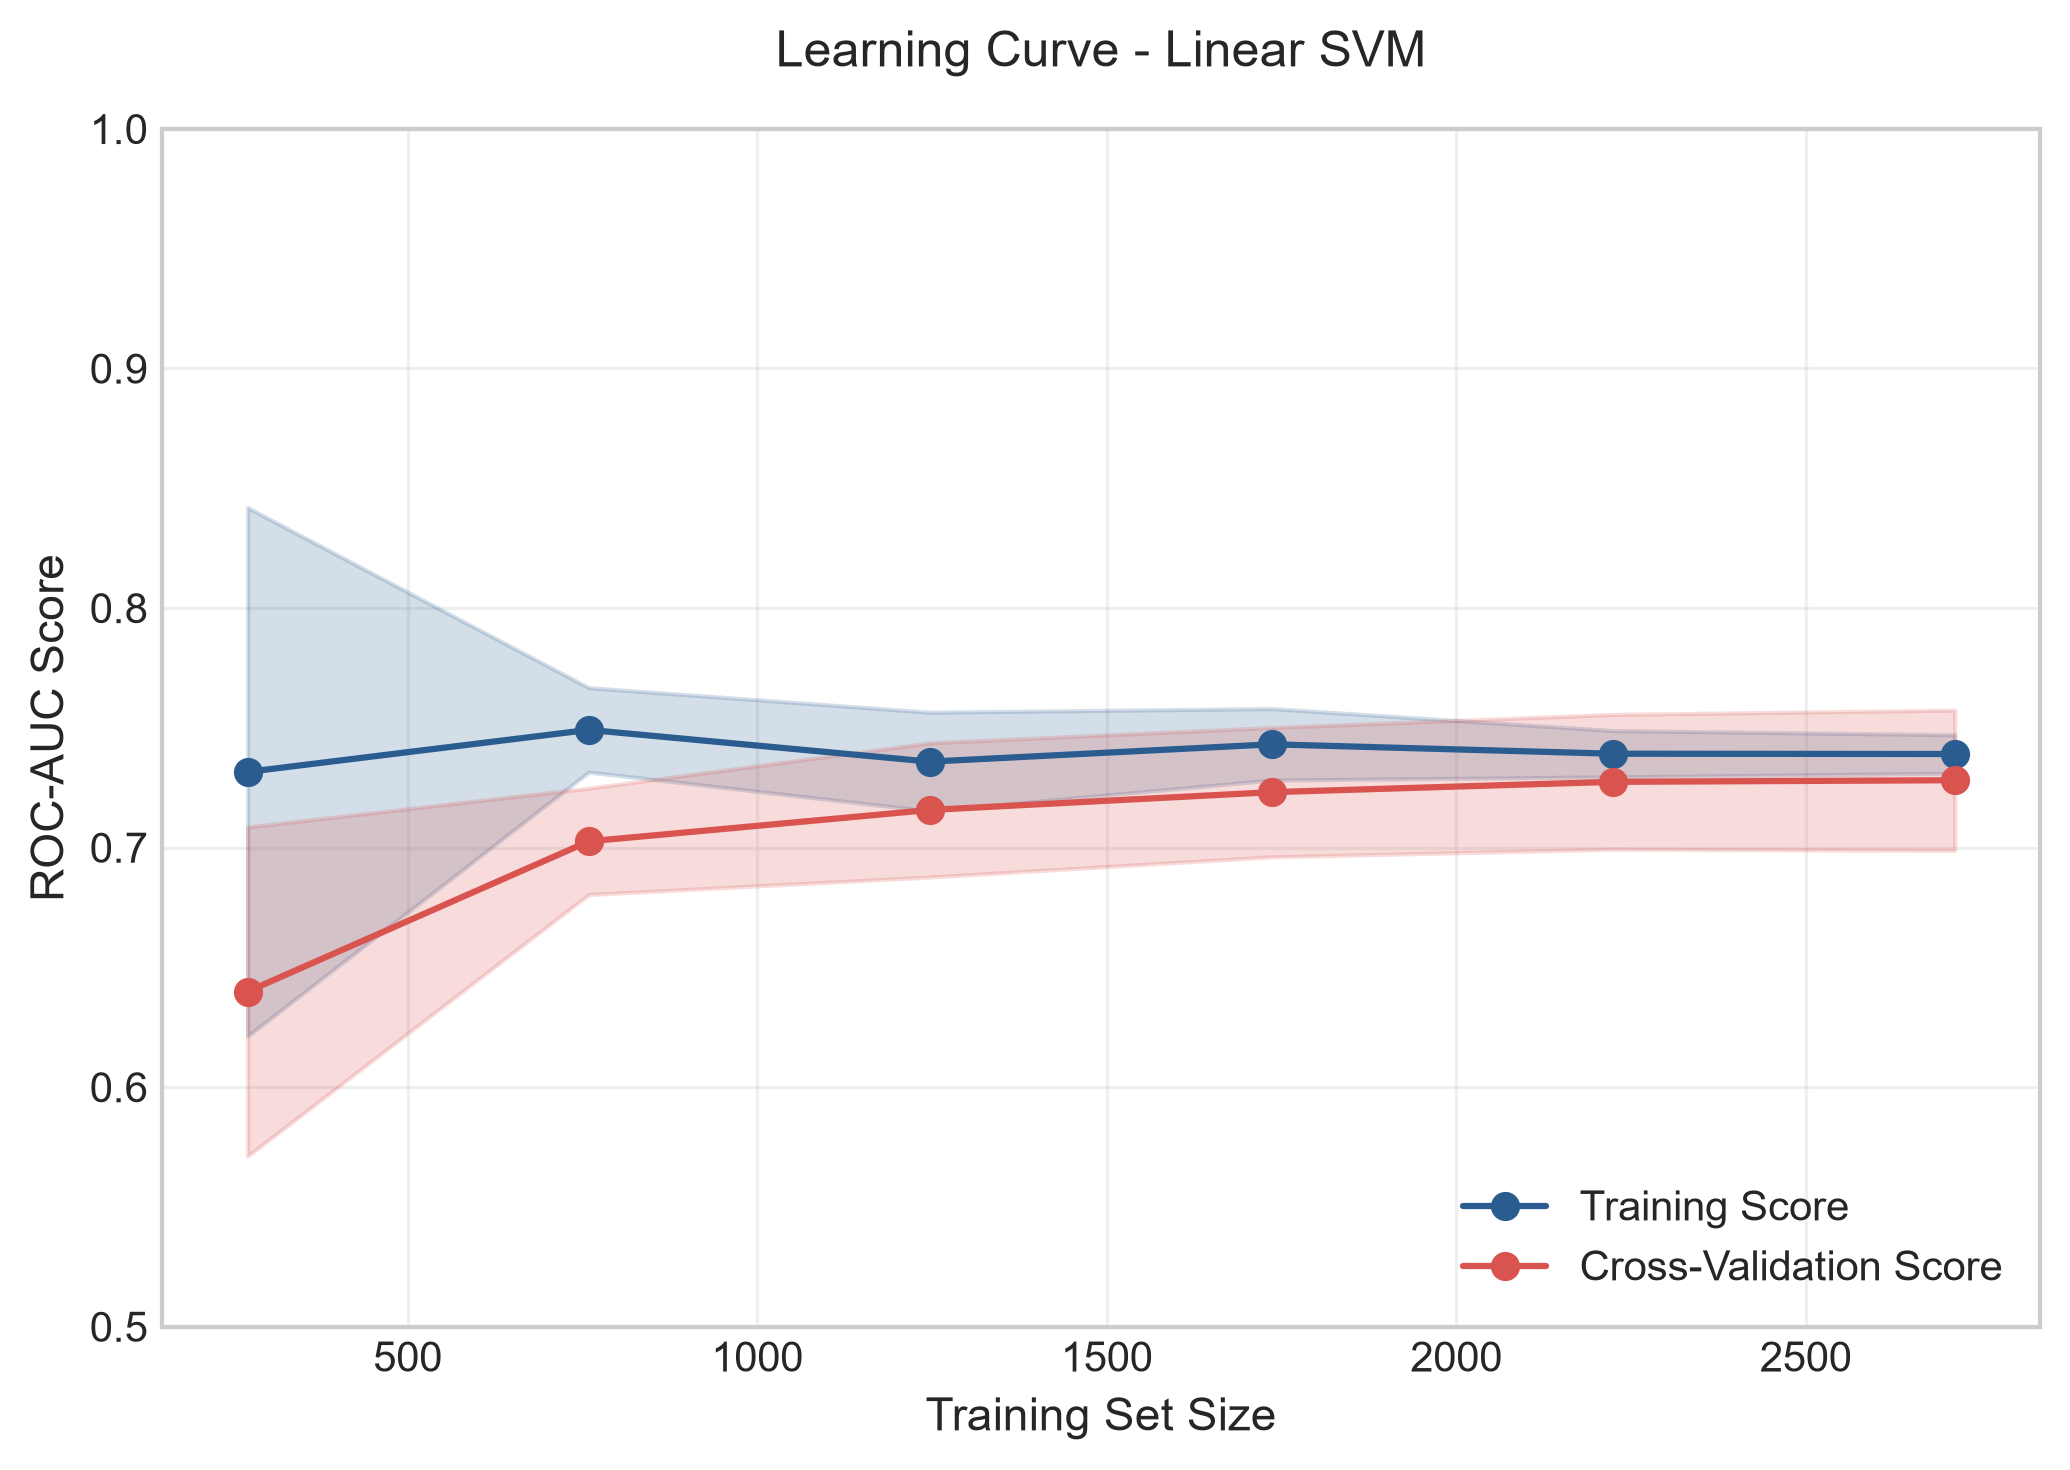 Learning Curve - Linear SVM
1.0
0.9
0.8
0.7
0.6
0.5
ROC-AUC Score
500 1000 1500 2000 2500
Training Set Size
Training Score
Cross-Validation Score